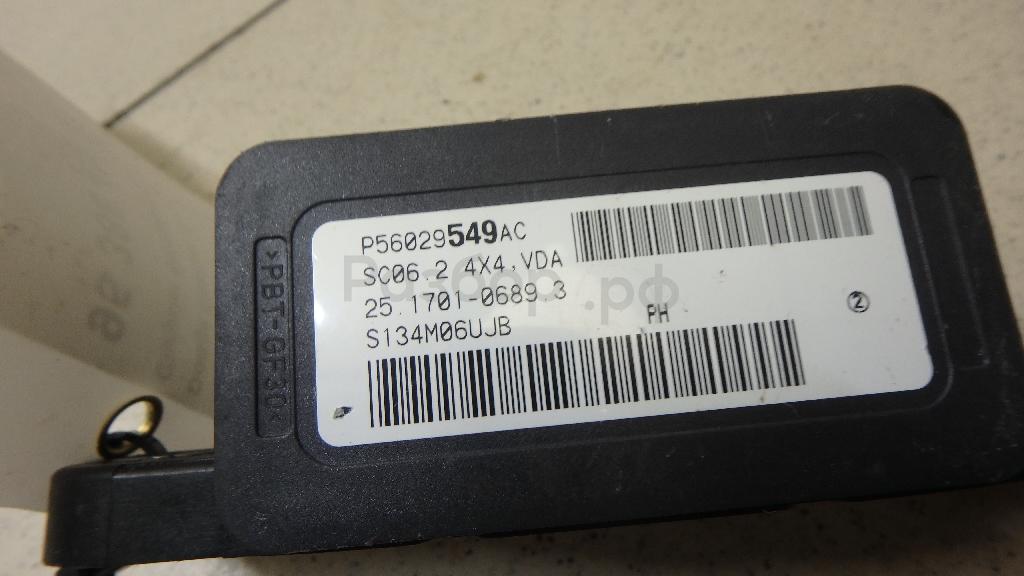 P56029549AC
SC06.2 4X4,VDA
25.1701-0689.3
S134M06UJB
PH
2
>PBT-GF30<
Разбор.рф